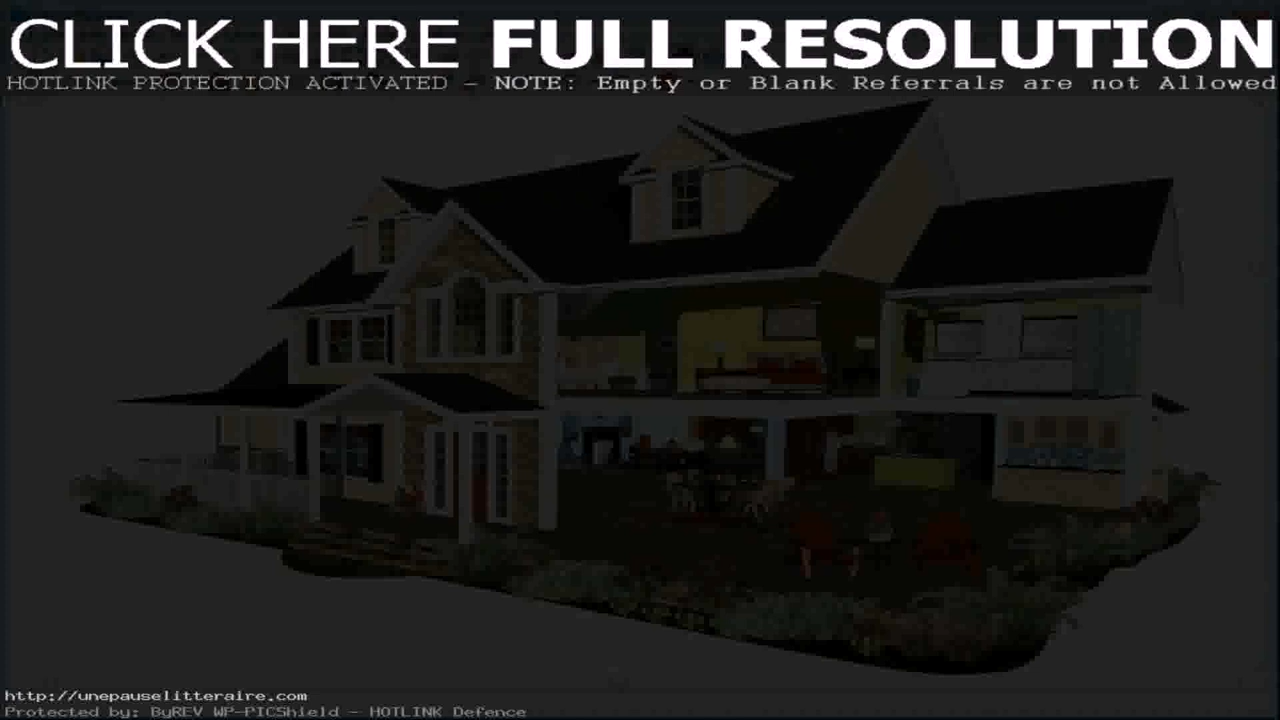 CLICK HERE FULL RESOLUTION
HOTLINK PROTECTION ACTIVATED – NOTE: Empty or Blank Referrals are not Allowed
http://unepauselitteraire.com
Protected by: ByREV WP-PICShield – HOTLINK Defence